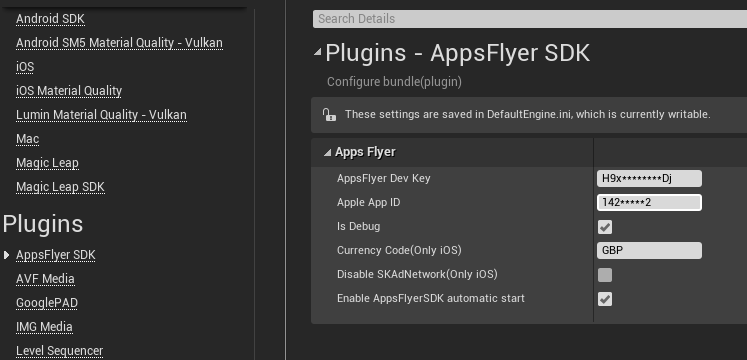 Android SDK
Android SM5 Material Quality - Vulkan
iOS
iOS Material Quality
Lumin Material Quality - Vulkan
Mac
Magic Leap
Magic Leap SDK
Plugins
AppsFlyer SDK
AVF Media
GooglePAD
IMG Media
Level Sequencer
Search Details
Plugins - AppsFlyer SDK
Configure bundle(plugin)
These settings are saved in DefaultEngine.ini, which is currently writable.
Apps Flyer
AppsFlyer Dev Key H9x********Dj
Apple App ID 142*****2
Is Debug
Currency Code(Only iOS) GBP
Disable SKAdNetwork(Only iOS)
Enable AppsFlyerSDK automatic start